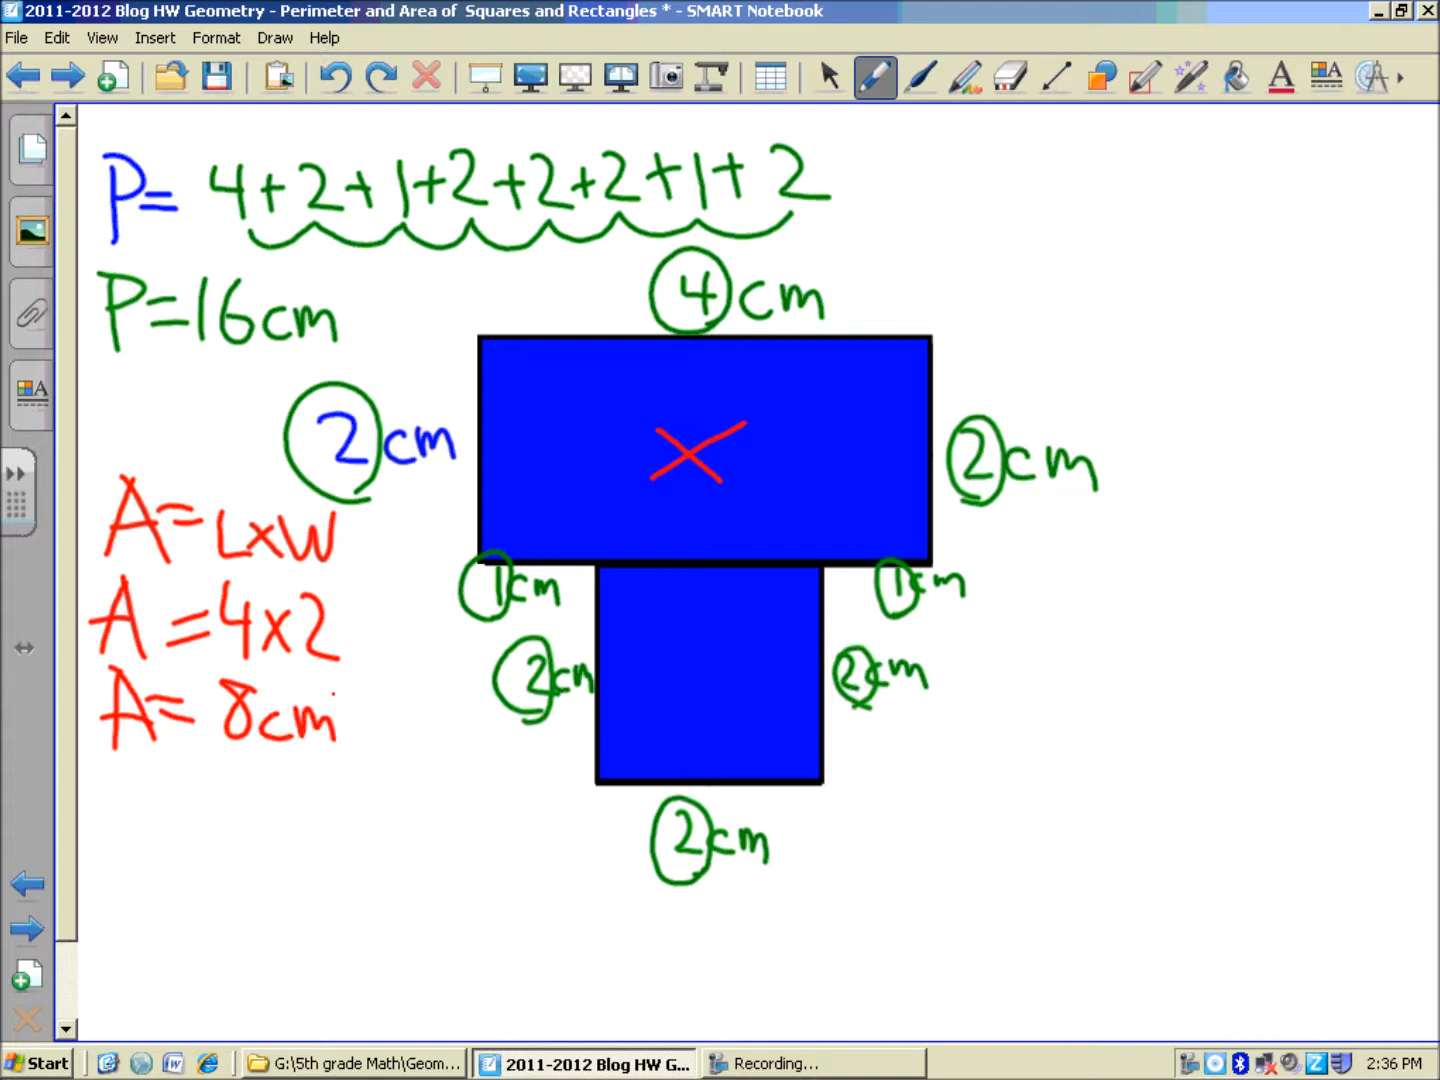 2011-2012 Blog HW Geometry - Perimeter and Area of Squares and Rectangles * - SMART Notebook
File Edit View Insert Format Draw Help
P= 4+2+1+2+2+2+1+2
P=16cm
4cm
2cm
2cm
A=LxW
1cm
1cm
A=4x2
2cm
2cm
A=8cm
2cm
Start
G:\5th grade Math\Geom...
2011-2012 Blog HW G...
Recording...
2:36 PM